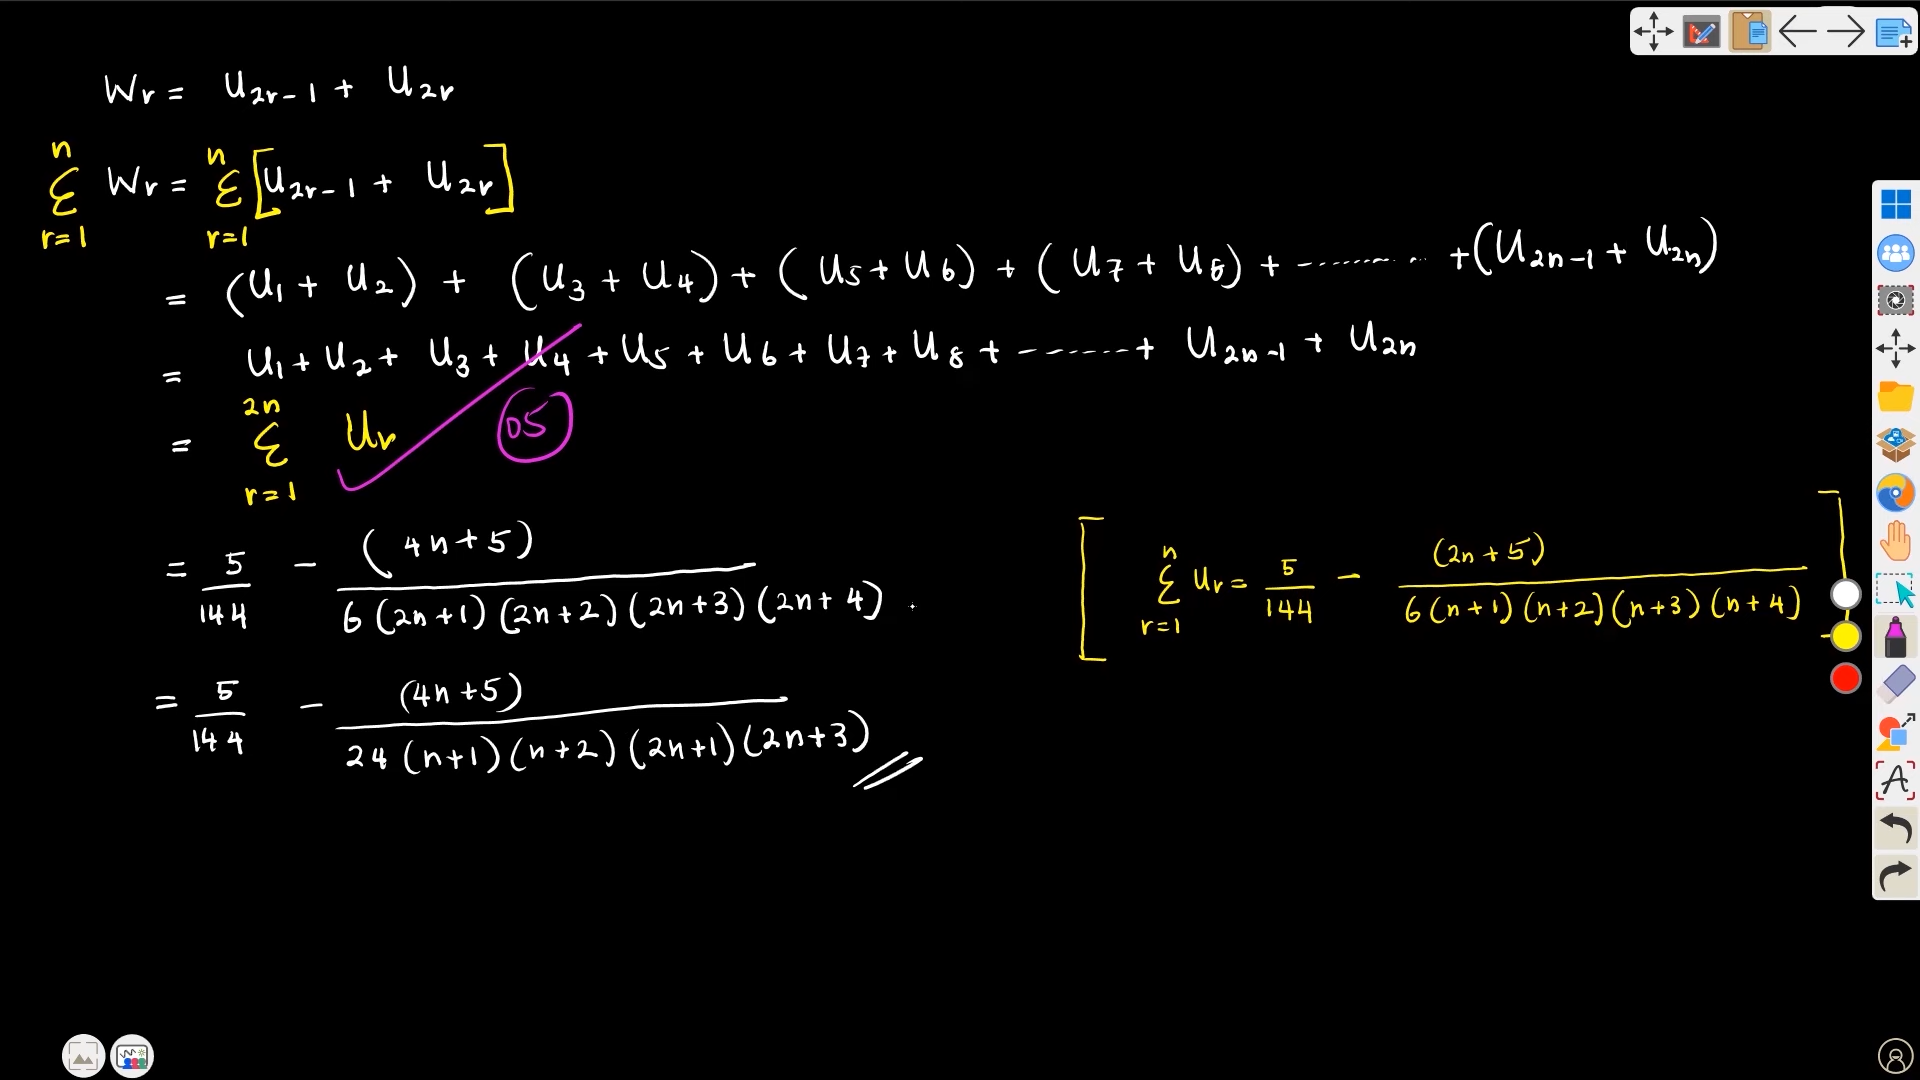 Wr = U2r-1 + U2r
n Σ r=1 Wr = n Σ r=1 [U2r-1 + U2r]
= (U1 + U2) + (U3 + U4) + (U5 + U6) + (U7 + U8) + ........... + (U2n-1 + U2n)
= U1 + U2 + U3 + U4 + U5 + U6 + U7 + U8 + -------- + U2n-1 + U2n
= 2n Σ r=1 Ur 05
= 5/144 - (4n+5)/6(2n+1)(2n+2)(2n+3)(2n+4) .
[n Σ r=1 Ur = 5/144 - (2n+5)/6(n+1)(n+2)(n+3)(n+4)]
= 5/144 - (4n+5)/24(n+1)(n+2)(2n+1)(2n+3)